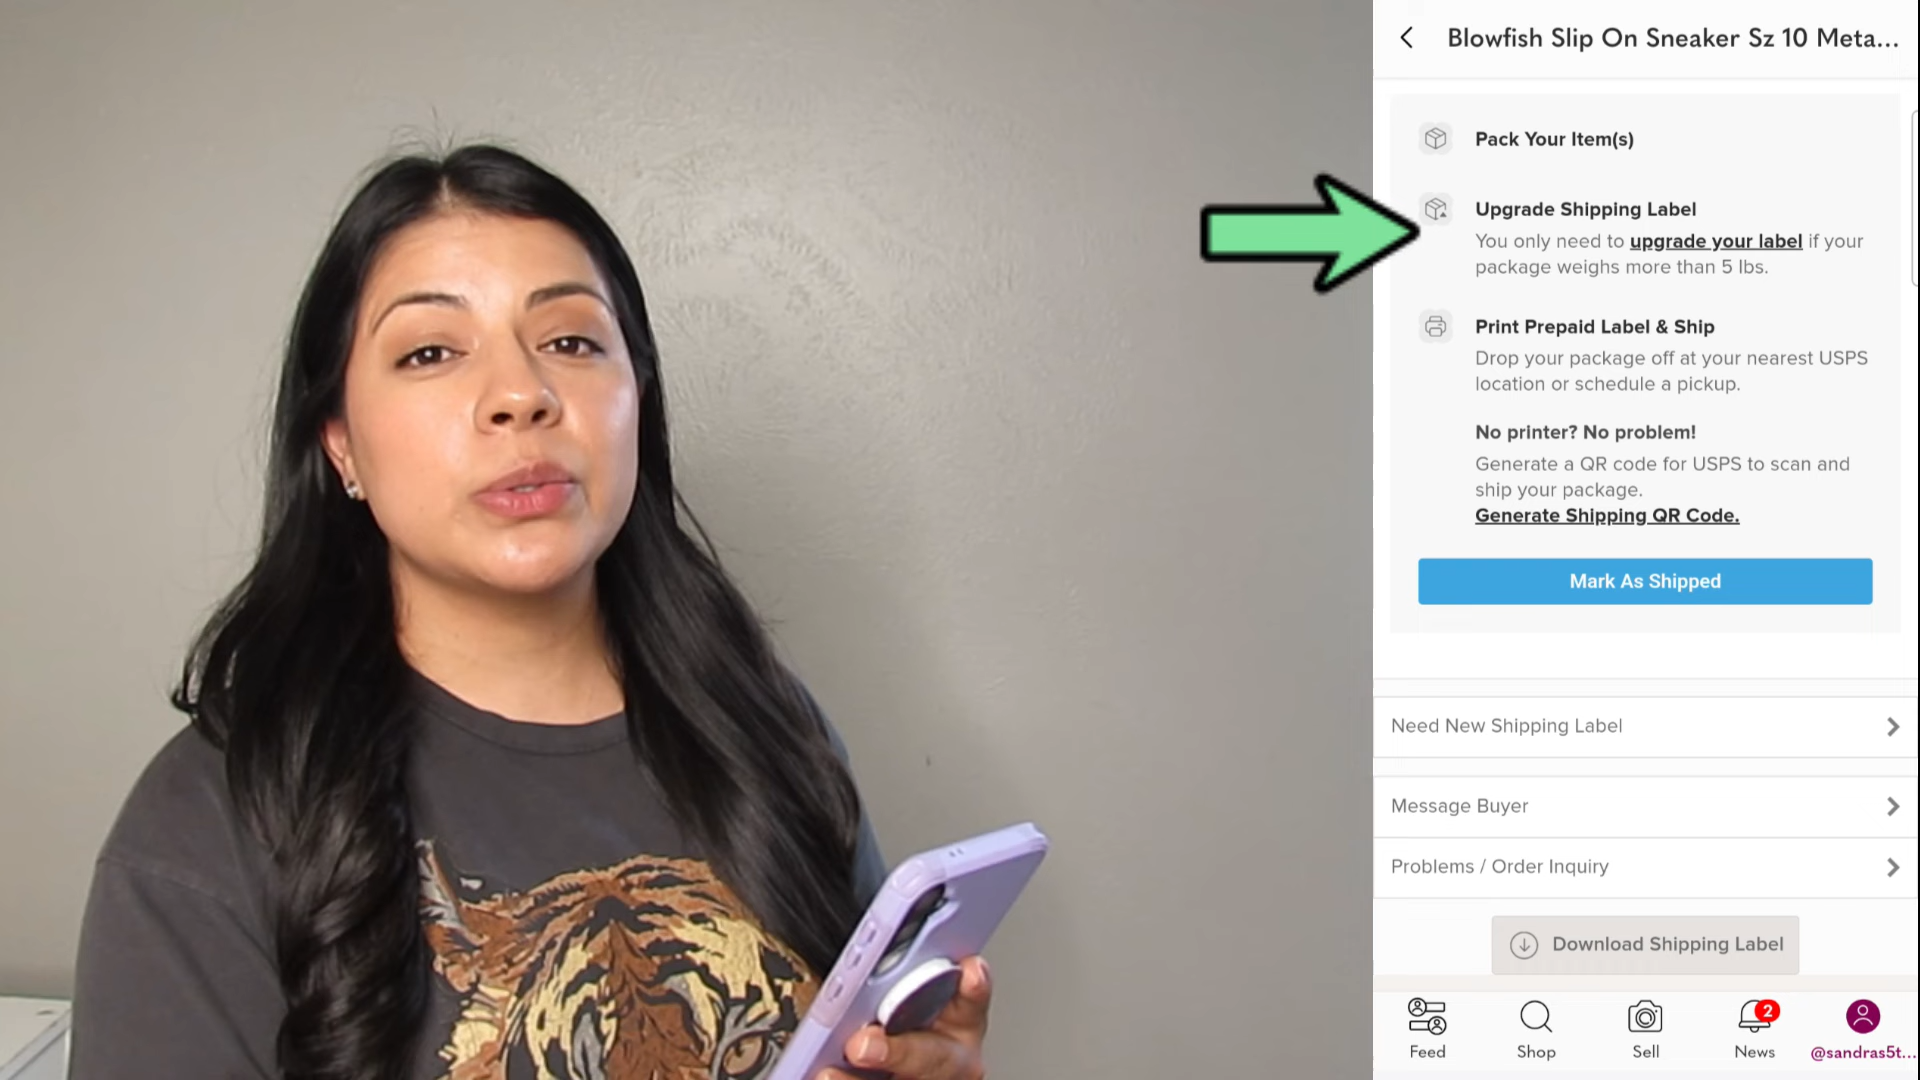 Blowfish Slip On Sneaker Sz 10 Meta...
Pack Your Item(s)
Upgrade Shipping Label
You only need to upgrade your label if your
package weighs more than 5 lbs.
Print Prepaid Label & Ship
Drop your package off at your nearest USPS
location or schedule a pickup.
No printer? No problem!
Generate a QR code for USPS to scan and
ship your package.
Generate Shipping QR Code.
Mark As Shipped
Need New Shipping Label
Message Buyer
Problems / Order Inquiry
Download Shipping Label
2
Feed
Shop
Sell
News
@sandras5t...